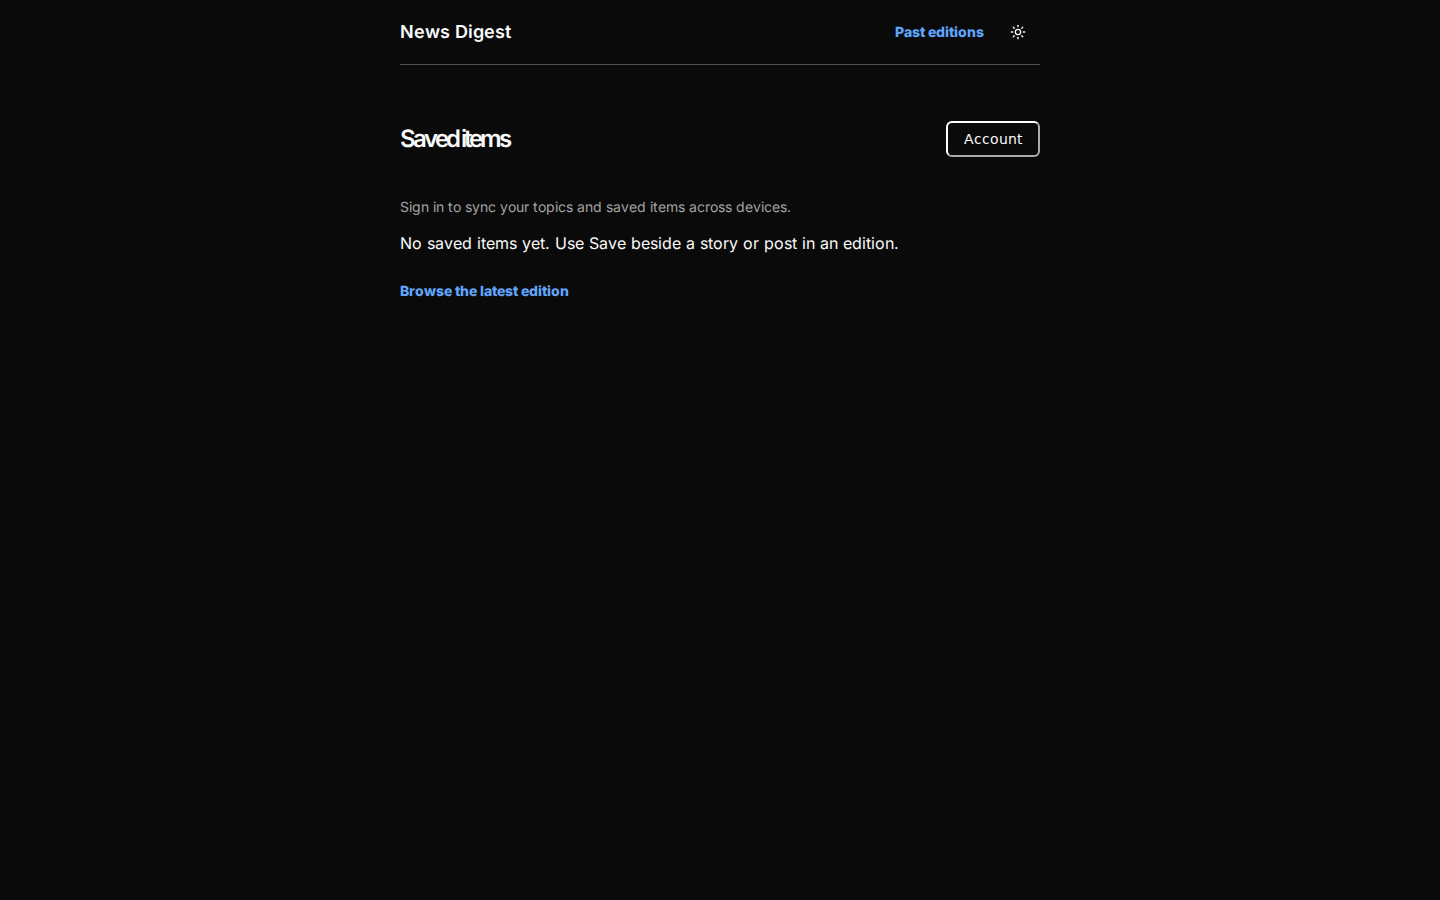 News Digest
Past editions
Saved items
Account
Sign in to sync your topics and saved items across devices.
No saved items yet. Use Save beside a story or post in an edition.
Browse the latest edition